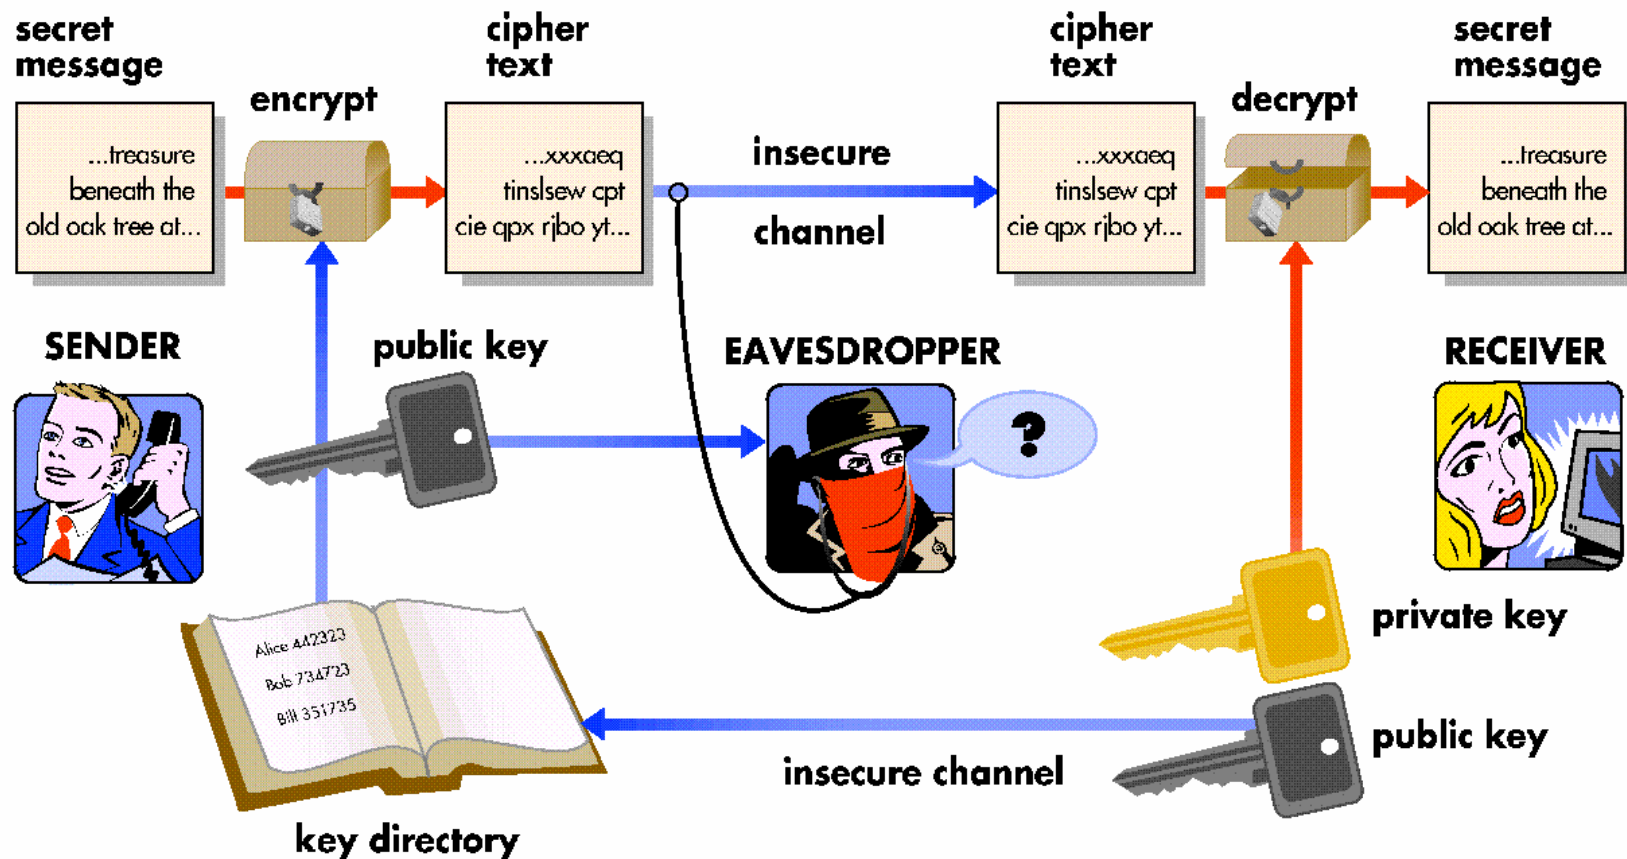 secret
message
cipher
text
cipher
text
secret
message
encrypt
decrypt
...treasure
beneath the
old oak tree at...
...xxxaeq
tinslsew cpt
cie qpx rjbo yt...
insecure
channel
...xxxaeq
tinslsew cpt
cie qpx rjbo yt...
...treasure
beneath the
old oak tree at...
SENDER
public key
EAVESDROPPER
RECEIVER
?
Alice 442323
Bob 734723
Bill 351735
private key
public key
insecure channel
key directory